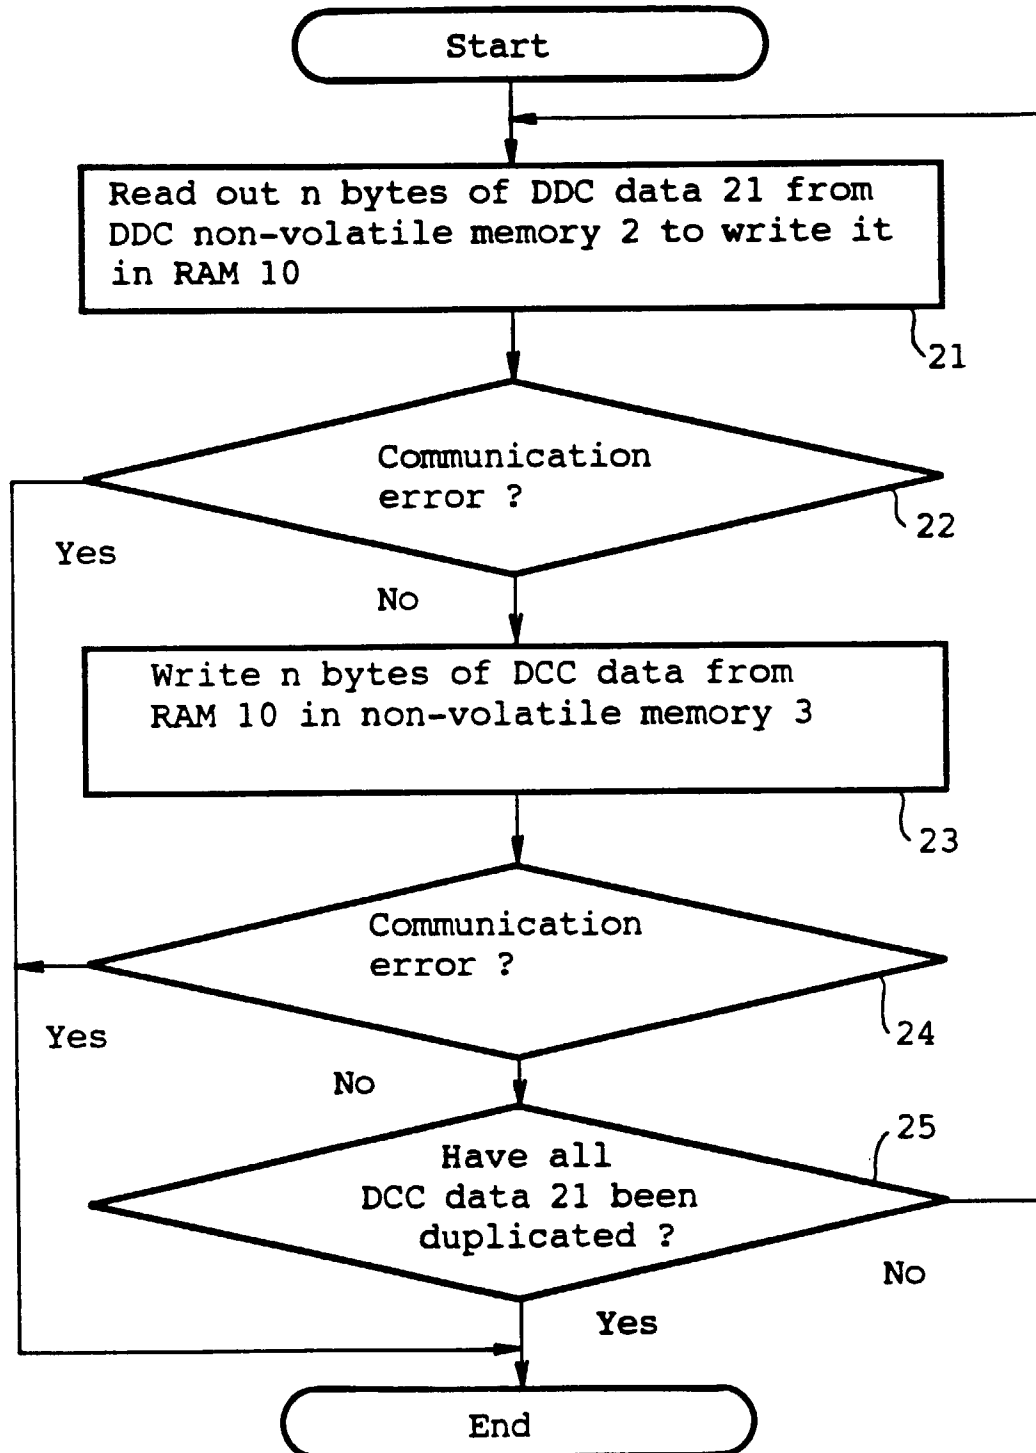 Start
Read out n bytes of DDC data 21 from
DDC non-volatile memory 2 to write it
in RAM 10
21
Communication
error ?
22
Yes
No
Write n bytes of DCC data from
RAM 10 in non-volatile memory 3
23
Communication
error ?
24
Yes
No
25
Have all
DCC data 21 been
duplicated ?
No
Yes
End